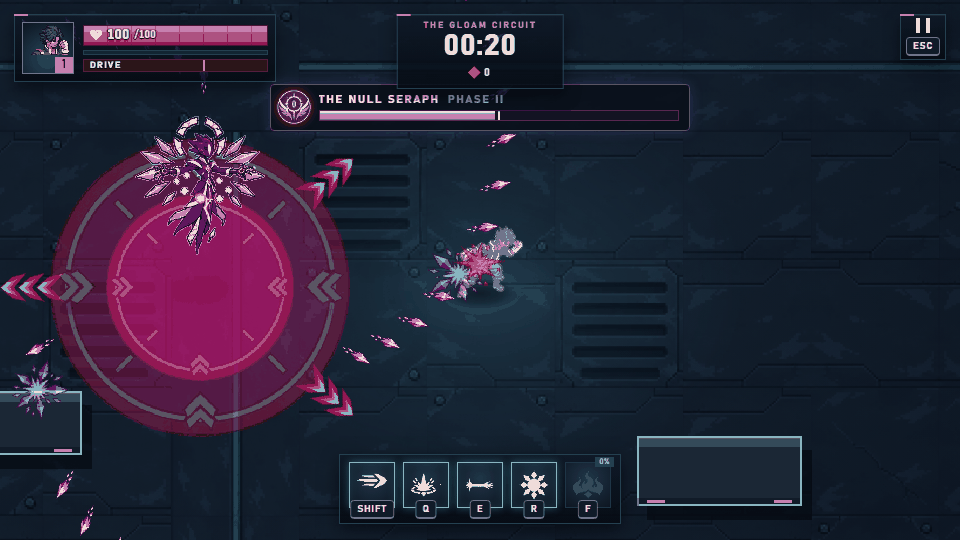 100 /100
1
DRIVE
THE GLOAM CIRCUIT
00:20
0
ESC
THE NULL SERAPH PHASE II
0%
SHIFT
Q
E
R
F